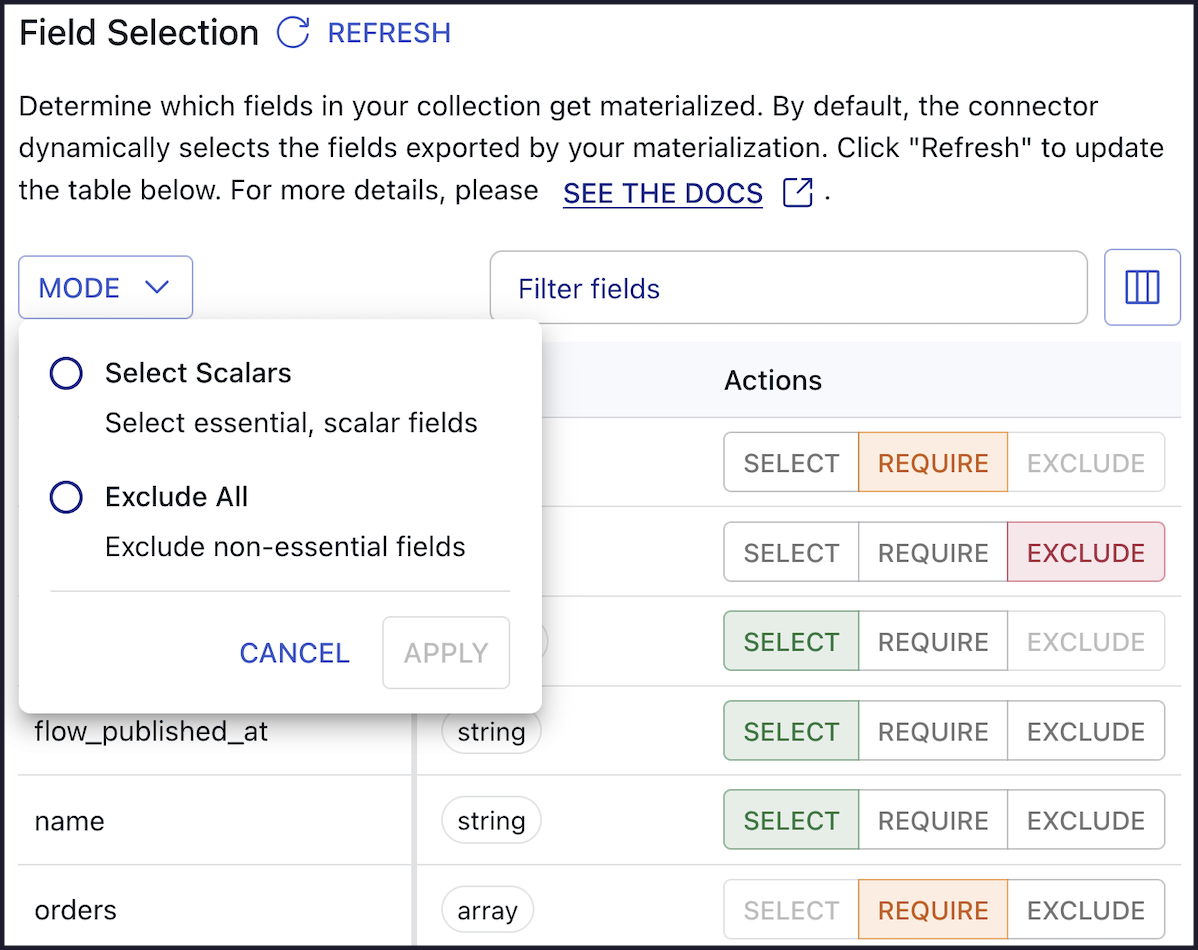 Field Selection REFRESH
Determine which fields in your collection get materialized. By default, the connector
dynamically selects the fields exported by your materialization. Click "Refresh" to update
the table below. For more details, please SEE THE DOCS .
MODE Filter fields
Actions
Select Scalars
Select essential, scalar fields
Exclude All
Exclude non-essential fields
CANCEL APPLY
SELECT REQUIRE EXCLUDE
SELECT REQUIRE EXCLUDE
SELECT REQUIRE EXCLUDE
flow_published_at string SELECT REQUIRE EXCLUDE
name string SELECT REQUIRE EXCLUDE
orders array SELECT REQUIRE EXCLUDE